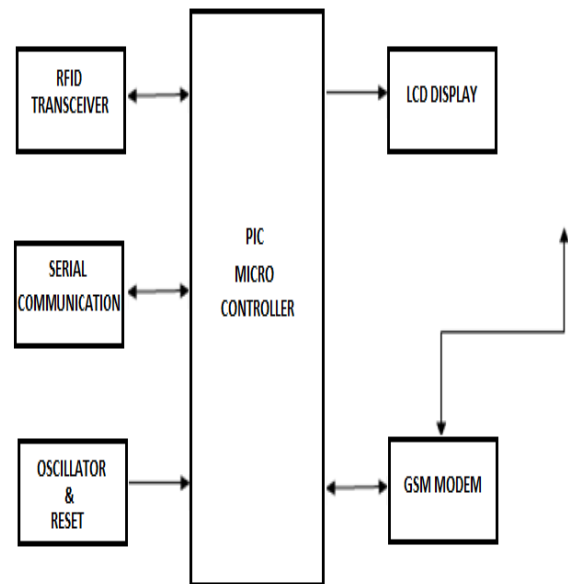 RFID
TRANSCEIVER
LCD DISPLAY
SERIAL
COMMUNICATION
PIC
MICRO
CONTROLLER
OSCILLATOR
&
RESET
GSM MODEM